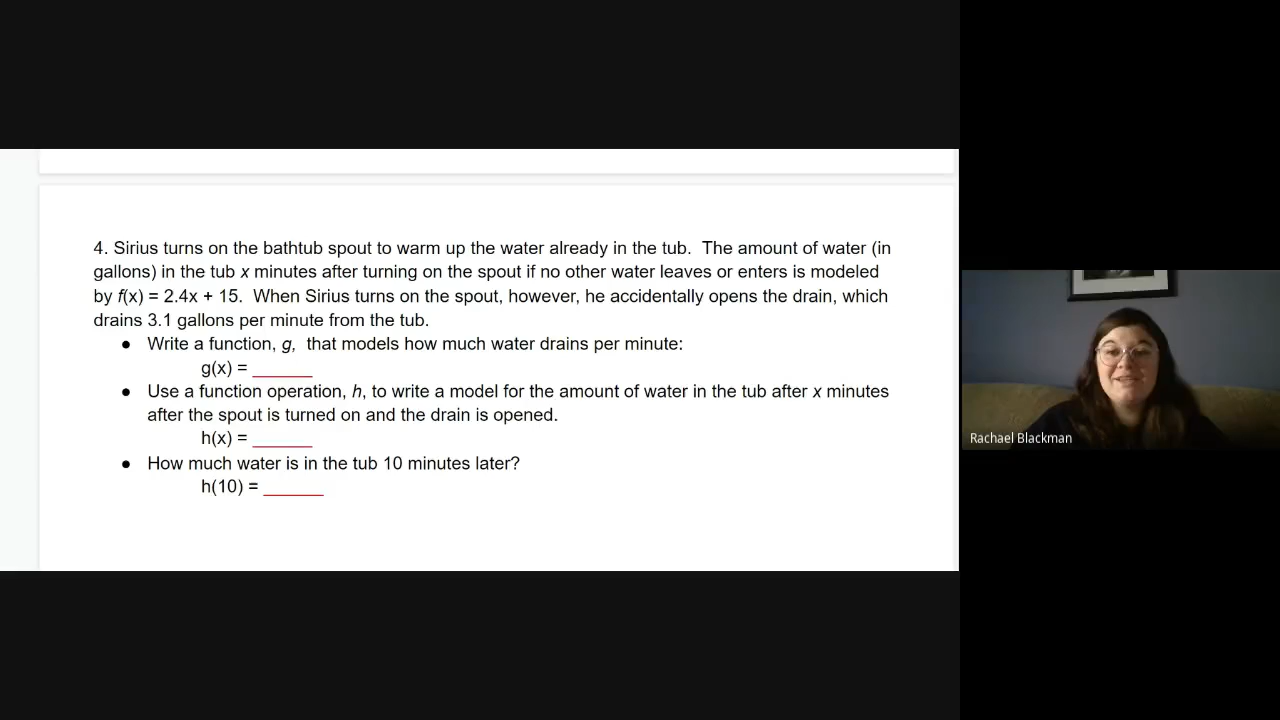 4. Sirius turns on the bathtub spout to warm up the water already in the tub.  The amount of water (in
gallons) in the tub x minutes after turning on the spout if no other water leaves or enters is modeled
by f(x) = 2.4x + 15.  When Sirius turns on the spout, however, he accidentally opens the drain, which
drains 3.1 gallons per minute from the tub.
● Write a function, g,  that models how much water drains per minute:
g(x) = ______
● Use a function operation, h, to write a model for the amount of water in the tub after x minutes
after the spout is turned on and the drain is opened.
h(x) = ______
● How much water is in the tub 10 minutes later?
h(10) = ______
Rachael Blackman